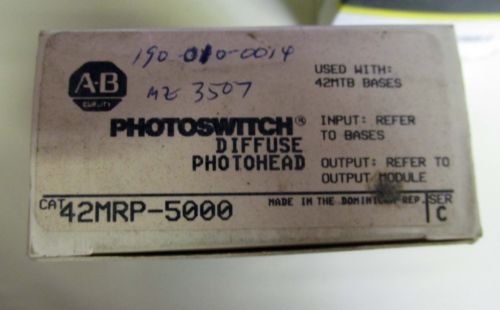 190-010-0014
AZ 3507
A-B
QUALITY
PHOTOSWITCH®
DIFFUSE
PHOTOHEAD
USED WITH:
42MTB BASES
INPUT: REFER
TO BASES
OUTPUT: REFER TO
OUTPUT MODULE
CAT 42MRP-5000
MADE IN THE DOMINICAN REP.
SER
C